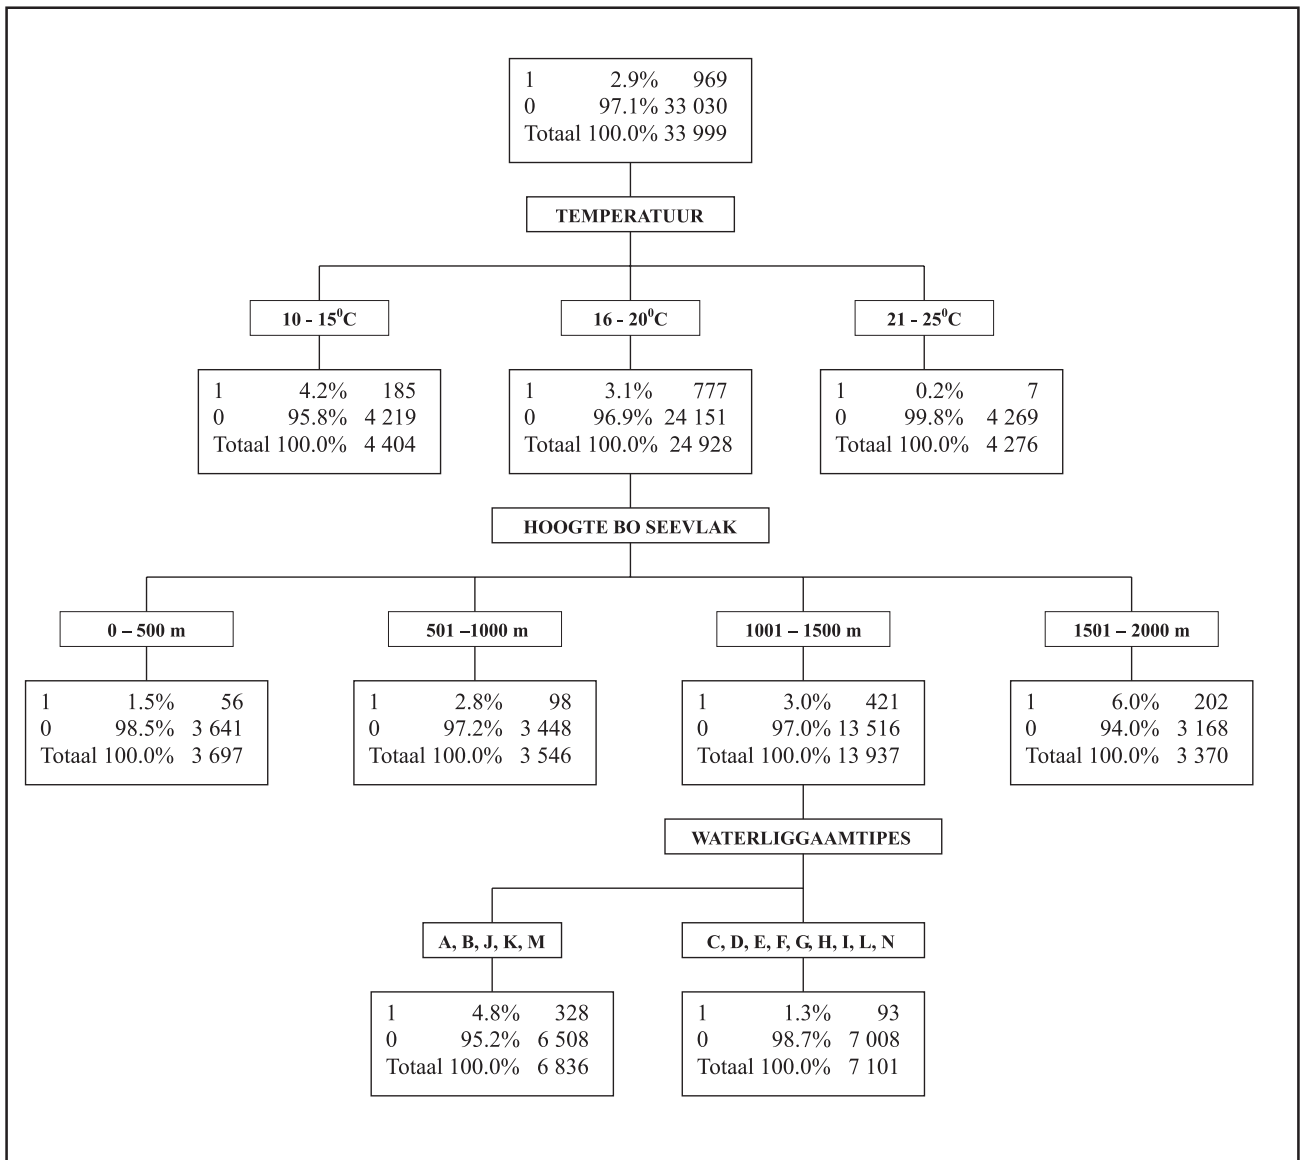 1 2.9% 969
0 97.1% 33 030
Totaal 100.0% 33 999
TEMPERATUUR
10 - 15⁰C
16 - 20⁰C
21 - 25⁰C
1 4.2% 185
0 95.8% 4 219
Totaal 100.0% 4 404
1 3.1% 777
0 96.9% 24 151
Totaal 100.0% 24 928
1 0.2% 7
0 99.8% 4 269
Totaal 100.0% 4 276
HOOGTE BO SEEVLAK
0 – 500 m
501 –1000 m
1001 – 1500 m
1501 – 2000 m
1 1.5% 56
0 98.5% 3 641
Totaal 100.0% 3 697
1 2.8% 98
0 97.2% 3 448
Totaal 100.0% 3 546
1 3.0% 421
0 97.0% 13 516
Totaal 100.0% 13 937
1 6.0% 202
0 94.0% 3 168
Totaal 100.0% 3 370
WATERLIGGAAMTIPES
A, B, J, K, M
C, D, E, F, G, H, I, L, N
1 4.8% 328
0 95.2% 6 508
Totaal 100.0% 6 836
1 1.3% 93
0 98.7% 7 008
Totaal 100.0% 7 101